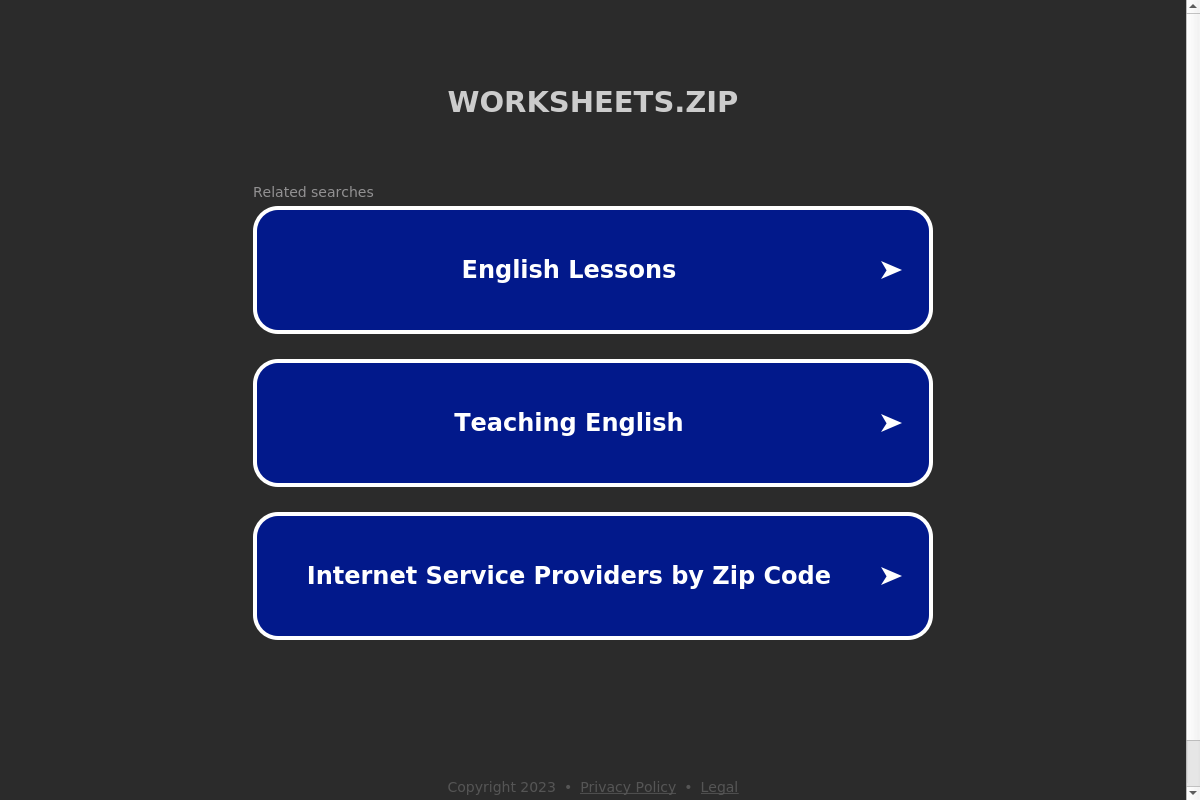 WORKSHEETS.ZIP
Related searches
English Lessons
Teaching English
Internet Service Providers by Zip Code
Copyright 2023 • Privacy Policy • Legal